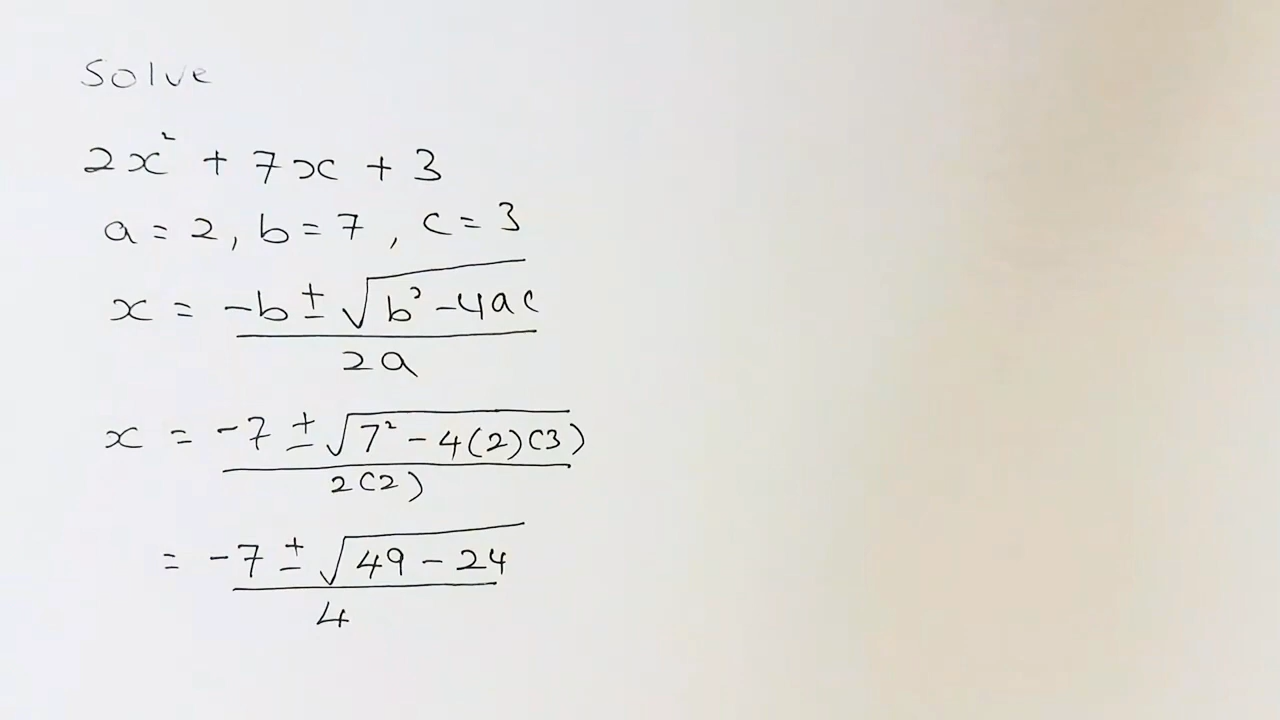 Solve
2x² + 7x + 3
a = 2, b = 7, c = 3
x = -b ± √(b² - 4ac) / 2a
x = -7 ± √(7² - 4(2)(3)) / 2(2)
= -7 ± √(49 - 24) / 4